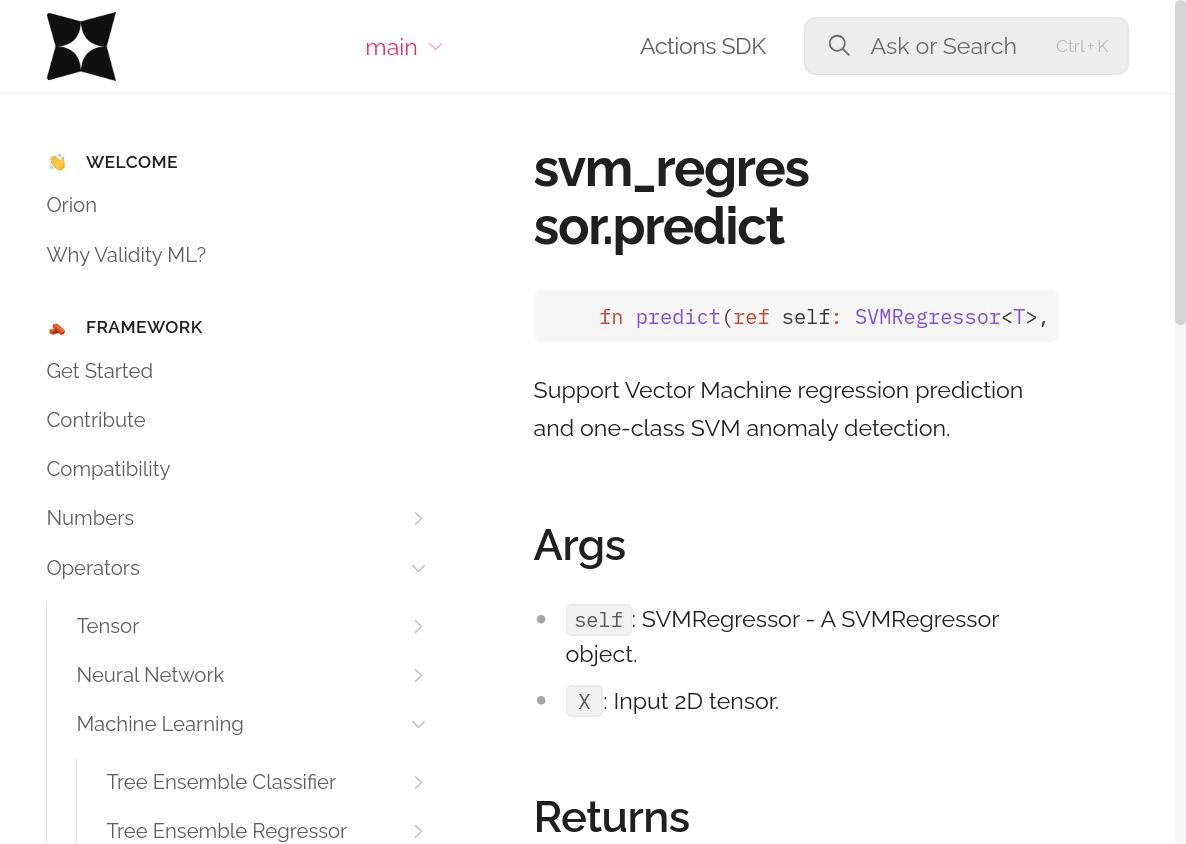 main
Actions SDK
Ask or Search
Ctrl + K
WELCOME
Orion
Why Validity ML?
FRAMEWORK
Get Started
Contribute
Compatibility
Numbers
Operators
Tensor
Neural Network
Machine Learning
Tree Ensemble Classifier
Tree Ensemble Regressor
svm_regres
sor.predict
fn predict(ref self: SVMRegressor<T>,
Support Vector Machine regression prediction
and one-class SVM anomaly detection.
Args
self: SVMRegressor - A SVMRegressor
object.
X: Input 2D tensor.
Returns